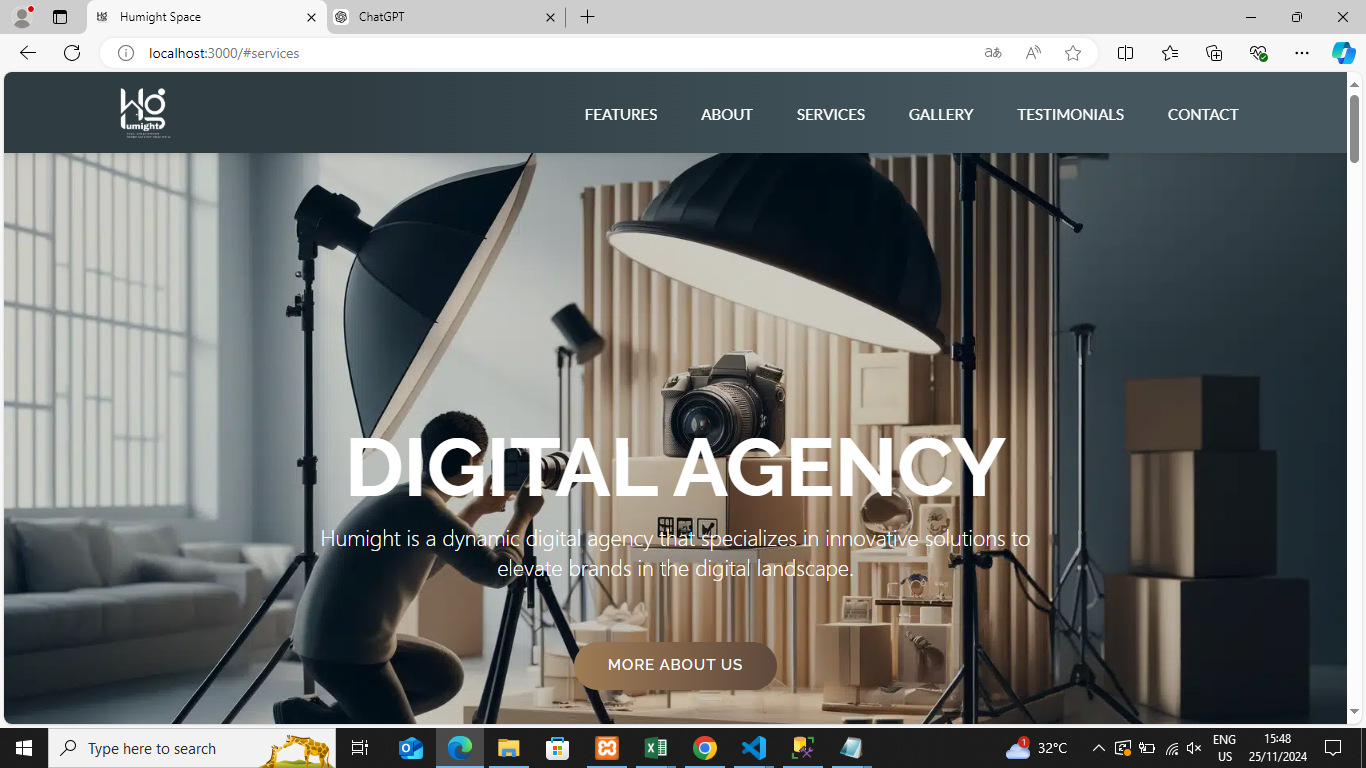 Humight Space
ChatGPT
localhost:3000/#services
Humight
FEATURES ABOUT SERVICES GALLERY TESTIMONIALS CONTACT
DIGITAL AGENCY
Humight is a dynamic digital agency that specializes in innovative solutions to
elevate brands in the digital landscape.
MORE ABOUT US
Type here to search
1
32°C
ENG
US
15:48
25/11/2024